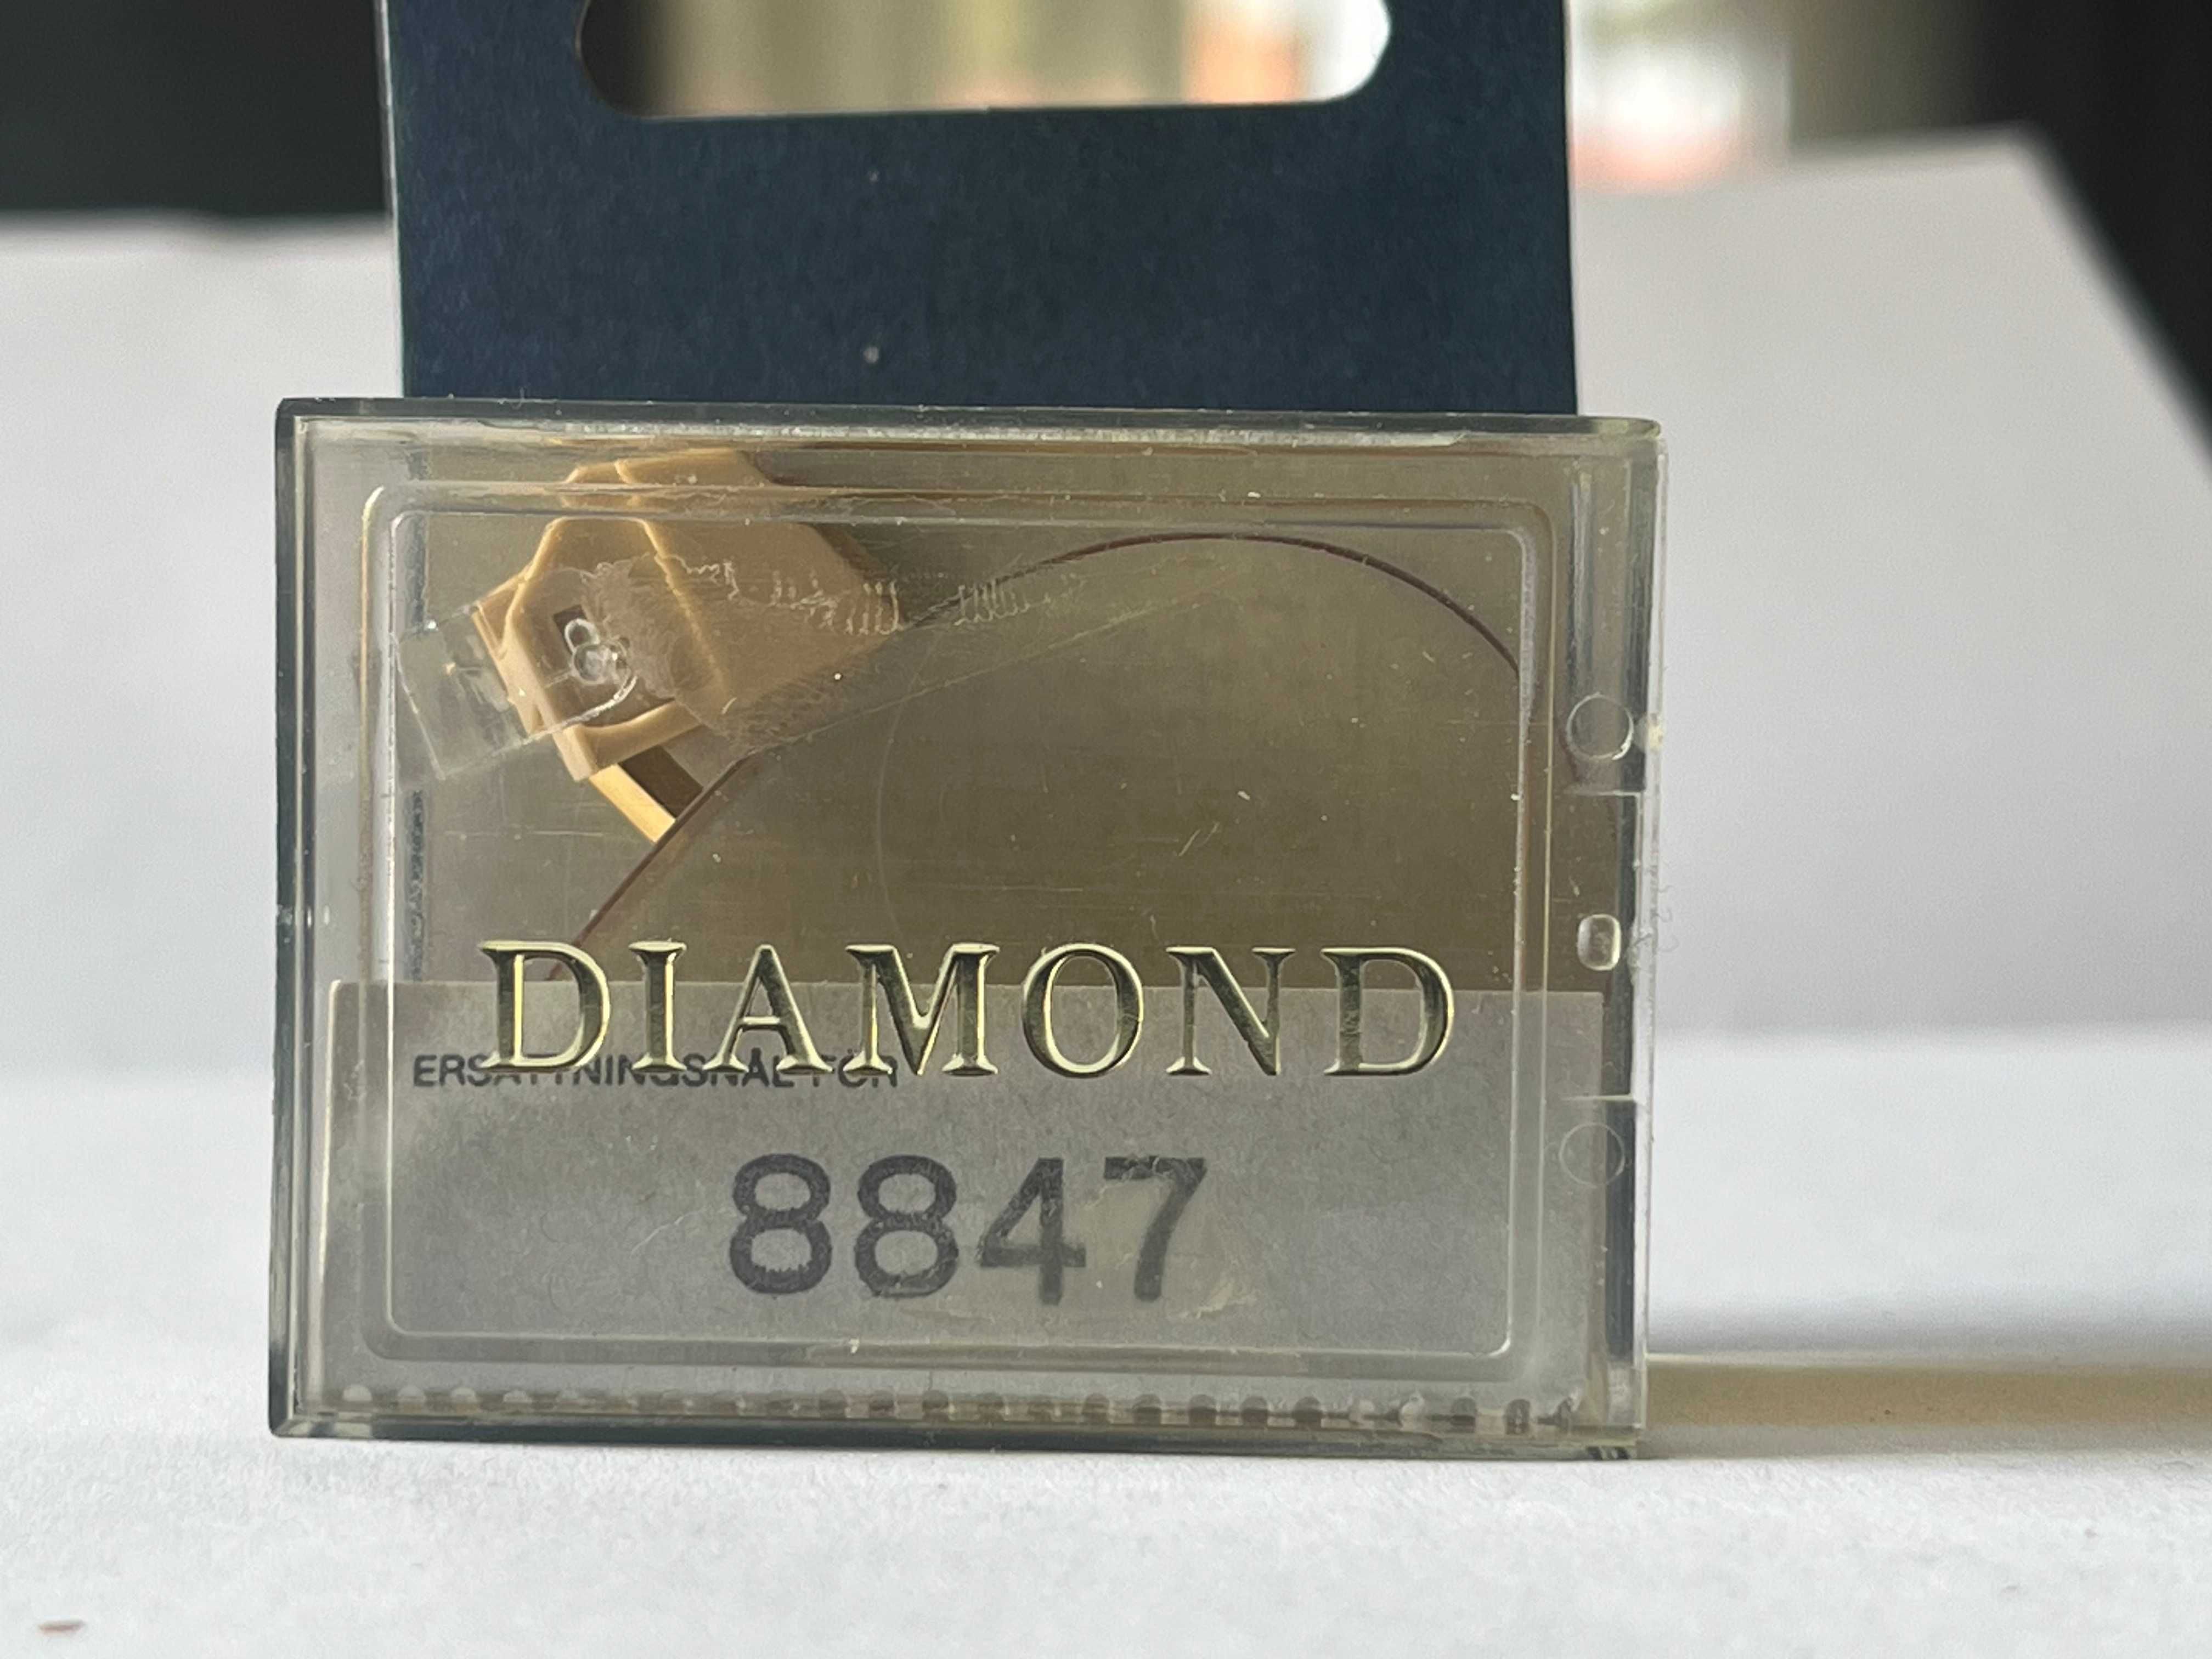 DIAMOND
ERSÄTTNINGSNÅL FÖR
8847